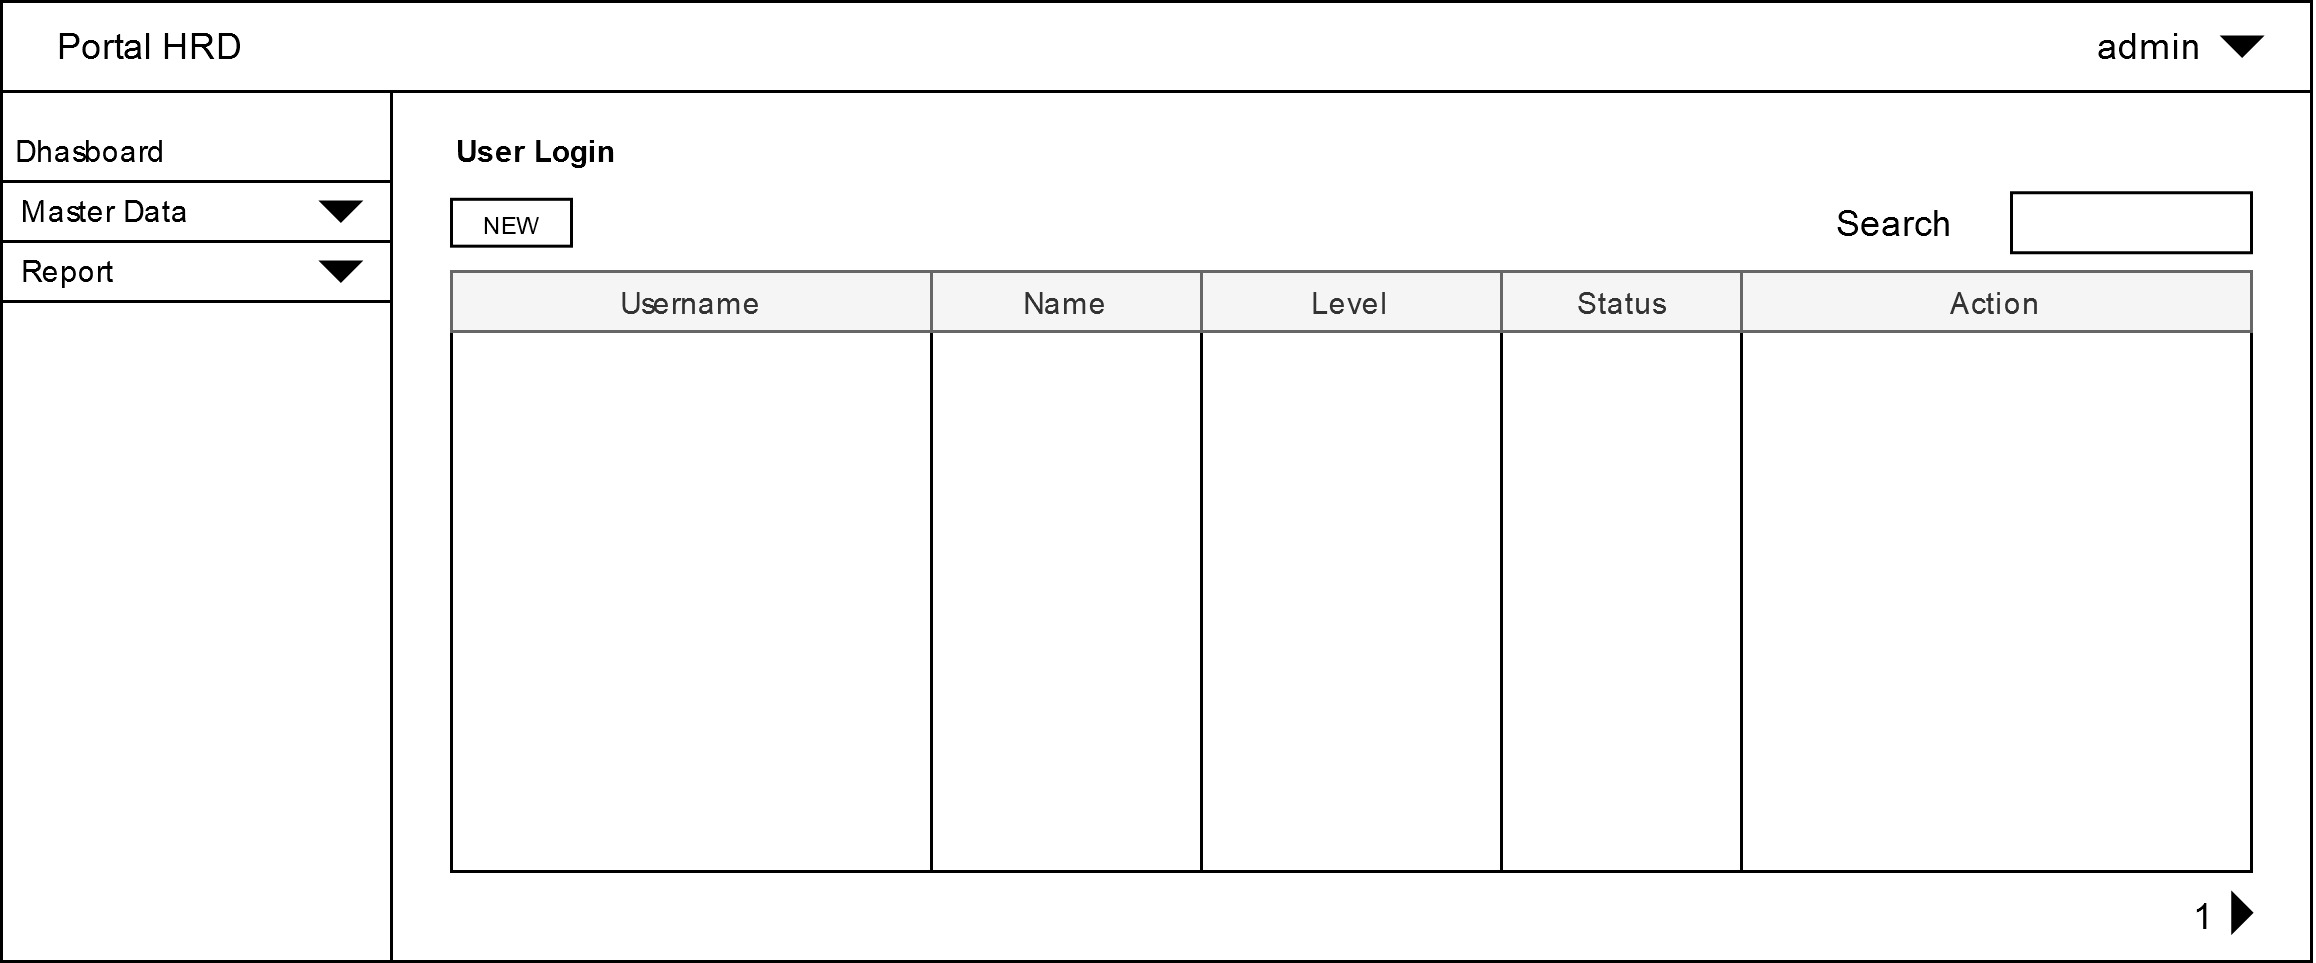 Portal HRD
admin
Dhasboard
Master Data
Report
User Login
NEW
Search
Username
Name
Level
Status
Action
1